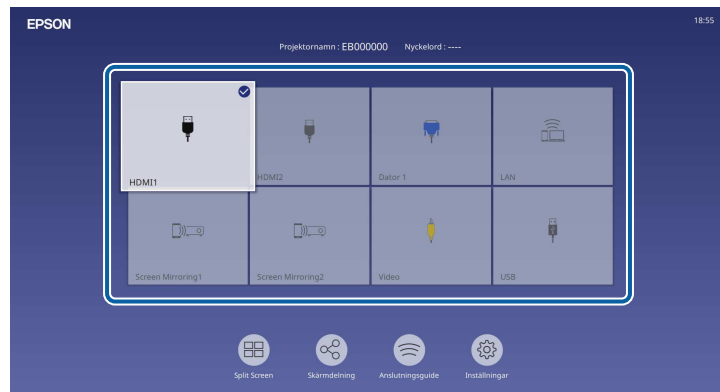 EPSON
18:55
Projektornamn : EB000000 Nyckelord : ----
HDMI1
HDMI2
Dator 1
LAN
Screen Mirroring1
Screen Mirroring2
Video
USB
Split Screen
Skärmdelning
Anslutningsguide
Inställningar